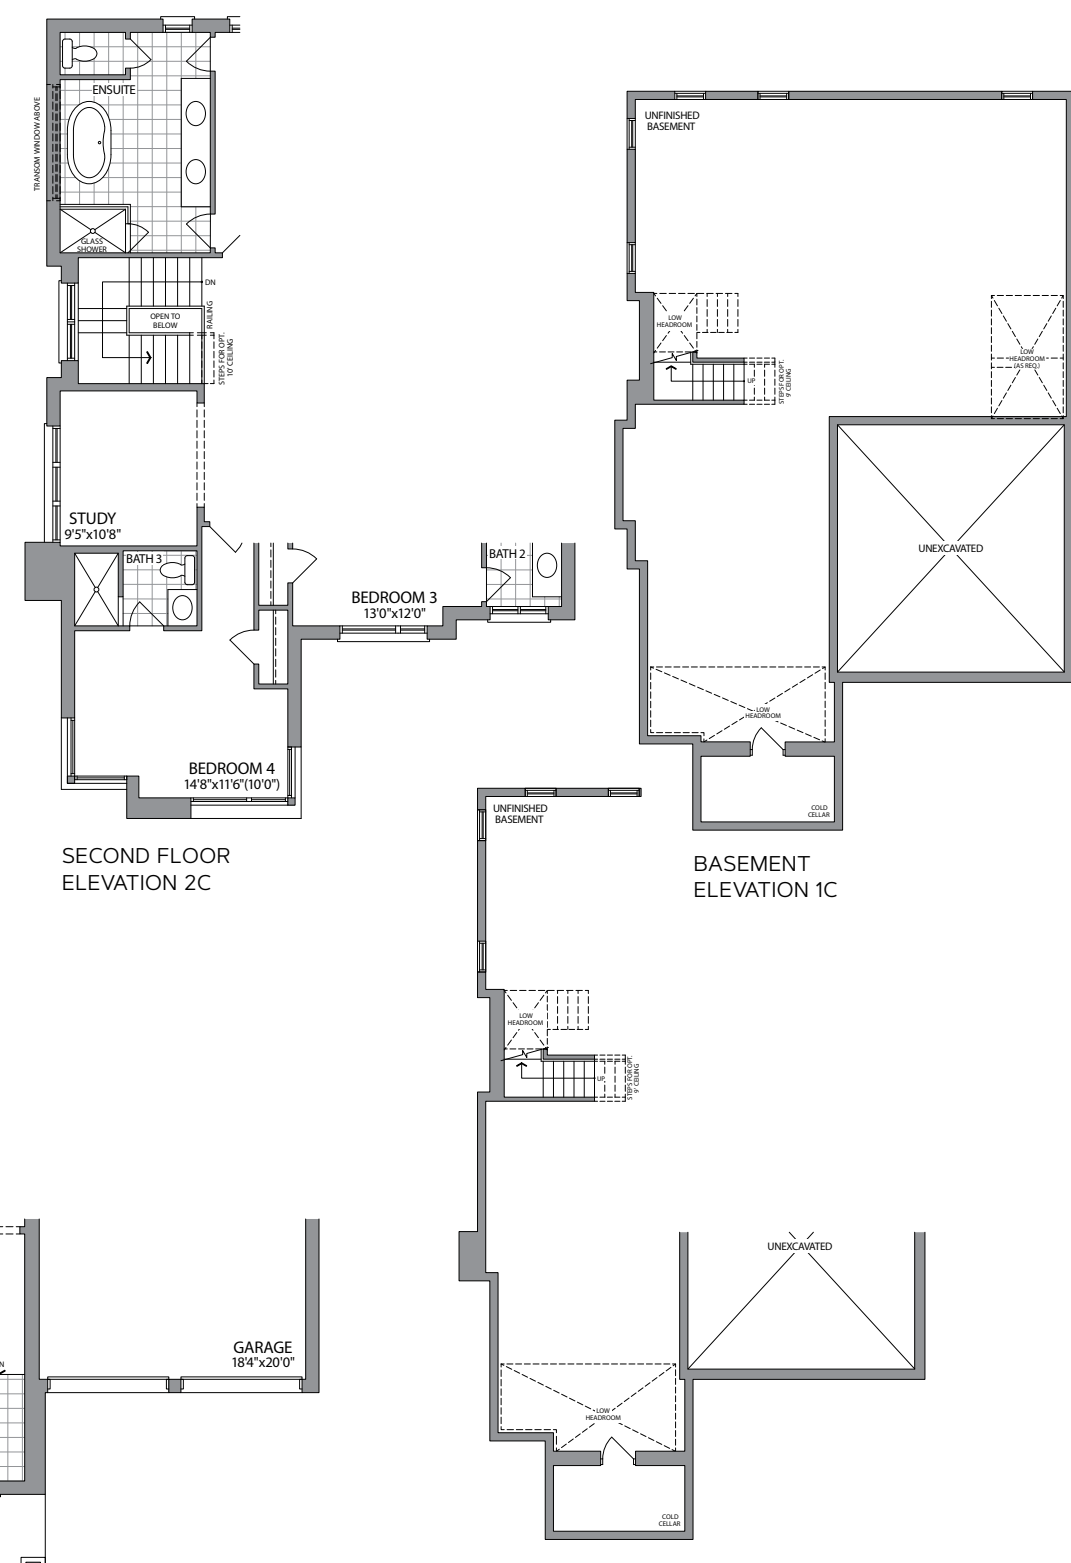 ENSUITE
TRANSOM WINDOW ABOVE
GLASS
SHOWER
DN
OPEN TO
BELOW
RAILING
STEPS FOR OPT.
10' CEILING
STUDY
9'5"x10'8"
BATH 3
BEDROOM 3
13'0"x12'0"
BATH 2
BEDROOM 4
14'8"x11'6"(10'0")
SECOND FLOOR
ELEVATION 2C
UNFINISHED
BASEMENT
LOW
HEADROOM
UP
STEPS FOR OPT.
9' CEILING
LOW
HEADROOM
(AS REQ.)
UNEXCAVATED
LOW
HEADROOM
COLD
CELLAR
BASEMENT
ELEVATION 1C
UNFINISHED
BASEMENT
LOW
HEADROOM
UP
STEPS FOR OPT.
9' CEILING
UNEXCAVATED
LOW
HEADROOM
COLD
CELLAR
GARAGE
18'4"x20'0"